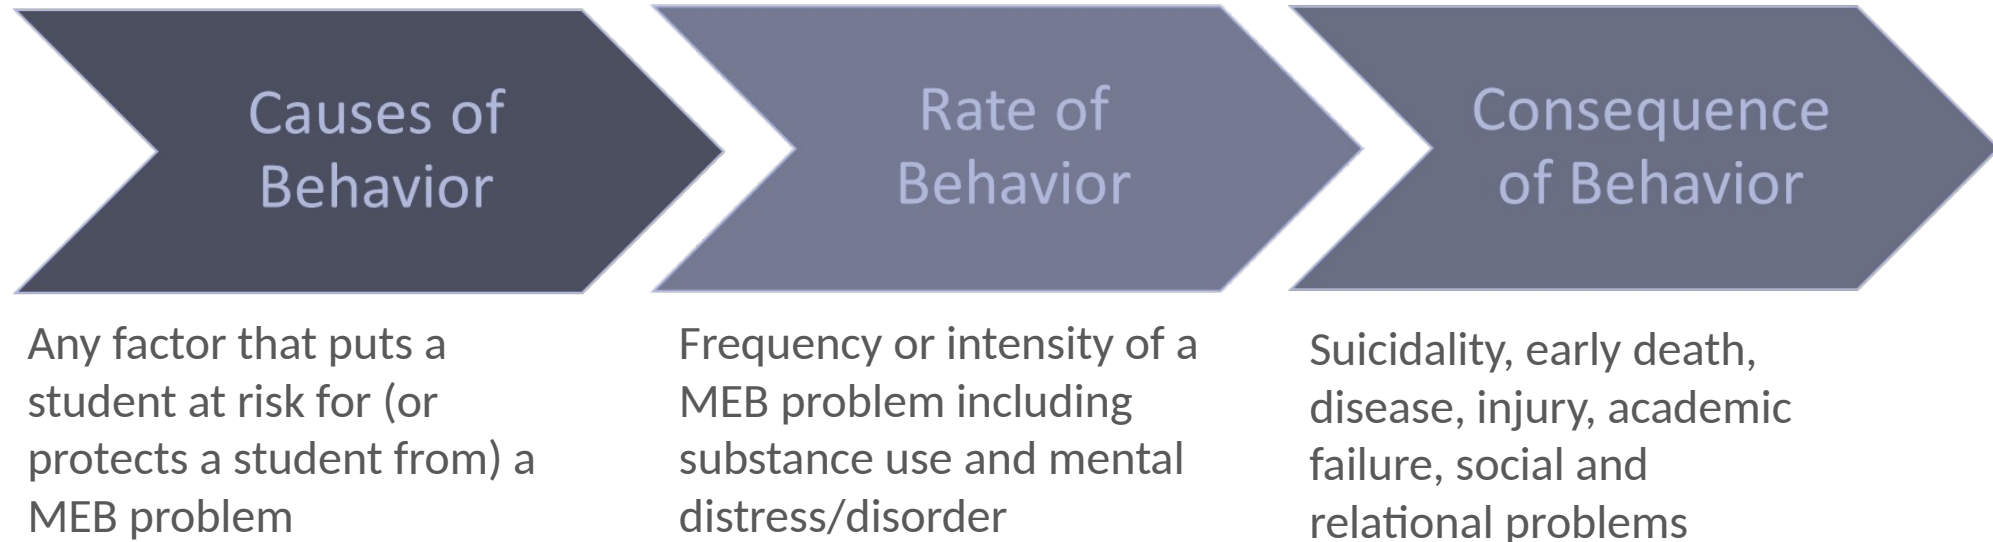 Causes of
Behavior
Rate of
Behavior
Consequence
of Behavior
Any factor that puts a
student at risk for (or
protects a student from) a
MEB problem
Frequency or intensity of a
MEB problem including
substance use and mental
distress/disorder
Suicidality, early death,
disease, injury, academic
failure, social and
relational problems